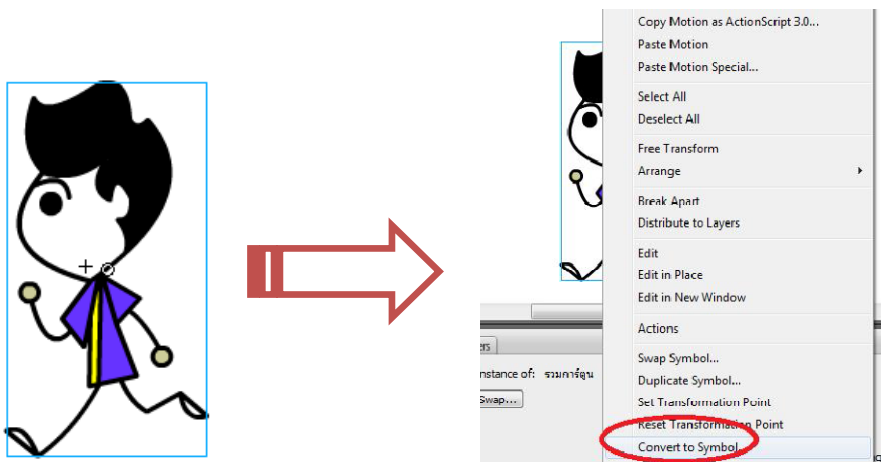 Copy Motion as ActionScript 3.0...
Paste Motion
Paste Motion Special...
Select All
Deselect All
Free Transform
Arrange
Break Apart
Distribute to Layers
Edit
Edit in Place
Edit in New Window
Actions
Swap Symbol...
Duplicate Symbol...
Set Transformation Point
Reset Transformation Point
Convert to Symbol
nstance of: รวมการ์ตูน
Swap...